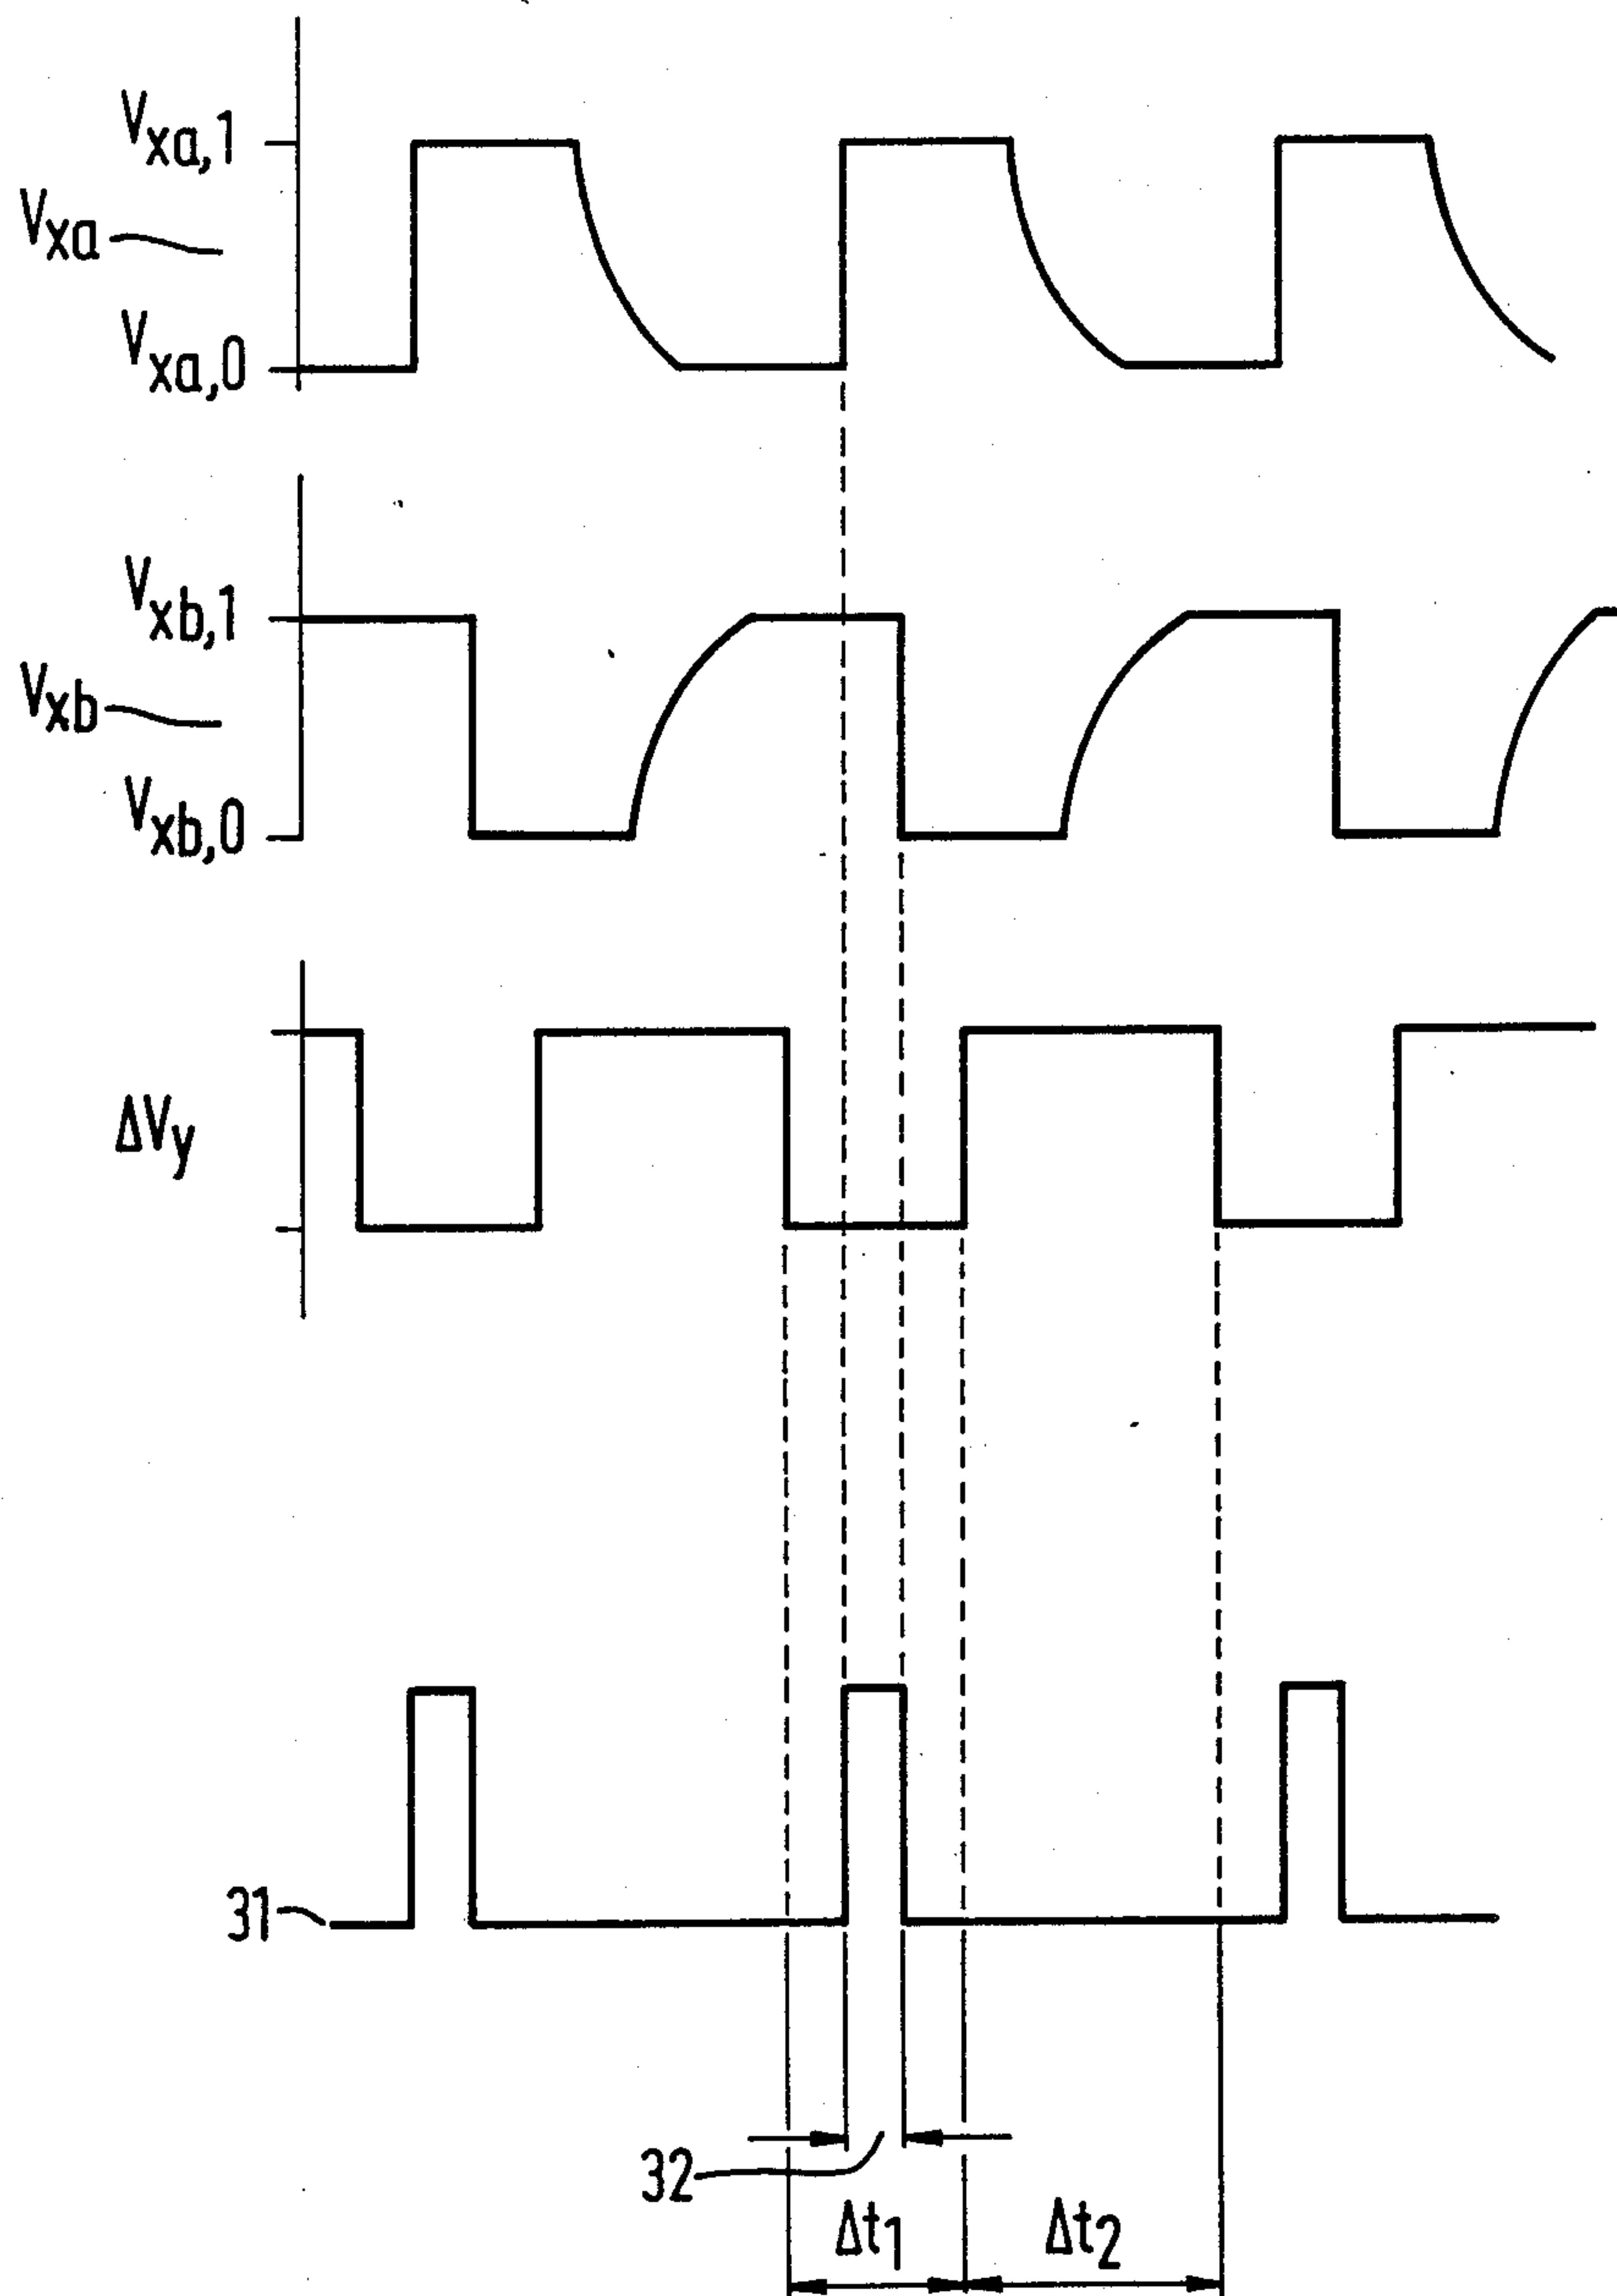 Vxa,1
Vxa
Vxa,0
Vxb,1
Vxb
Vxb,0
ΔVy
31
32
Δt1 Δt2